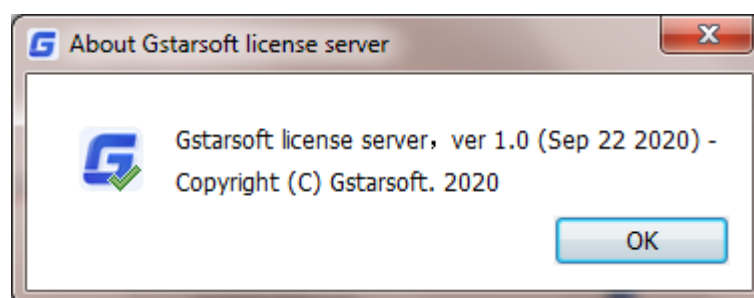 About Gstarsoft license server
Gstarsoft license server，ver 1.0 (Sep 22 2020) -
Copyright (C) Gstarsoft. 2020
OK